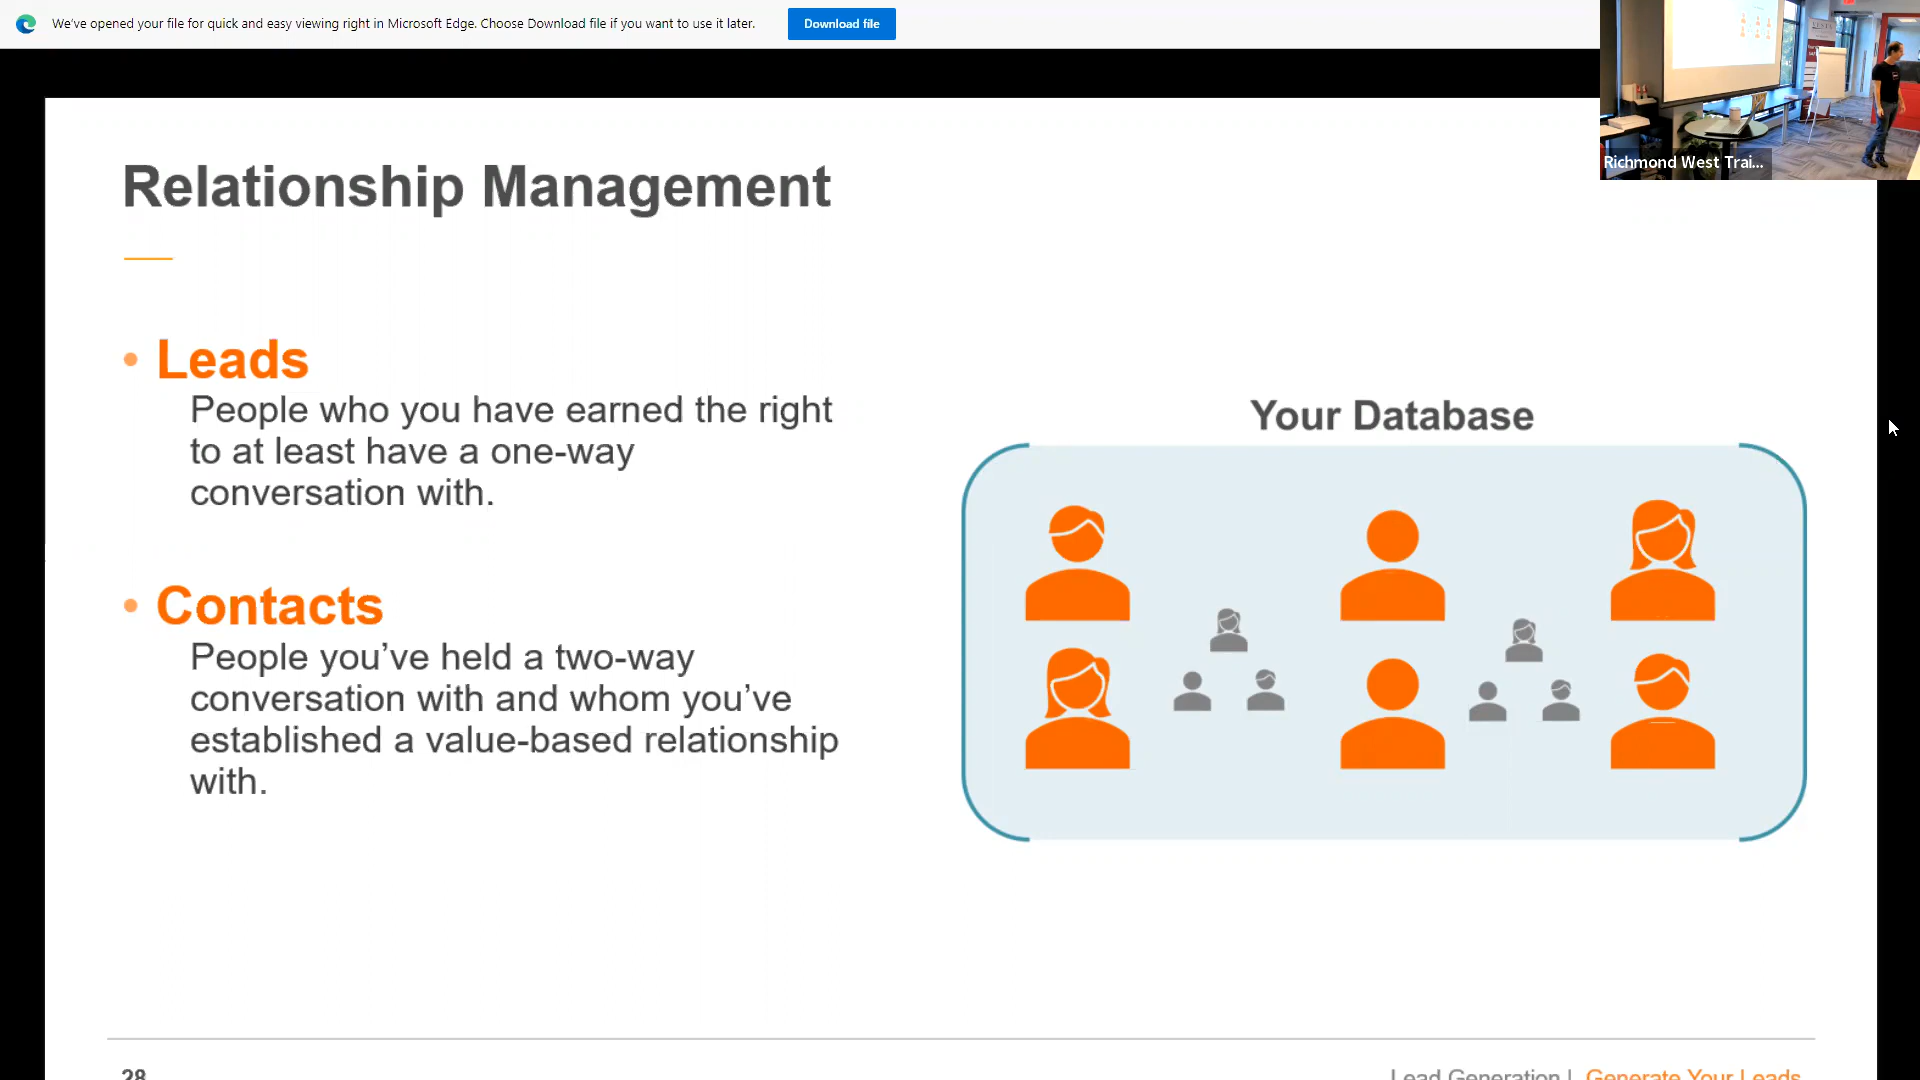 We've opened your file for quick and easy viewing right in Microsoft Edge. Choose Download file if you want to use it later.
Download file
Richmond West Trai...
Relationship Management
• Leads
People who you have earned the right
to at least have a one-way
conversation with.
• Contacts
People you've held a two-way
conversation with and whom you've
established a value-based relationship
with.
Your Database
28
Lead Generation | Generate Your Leads